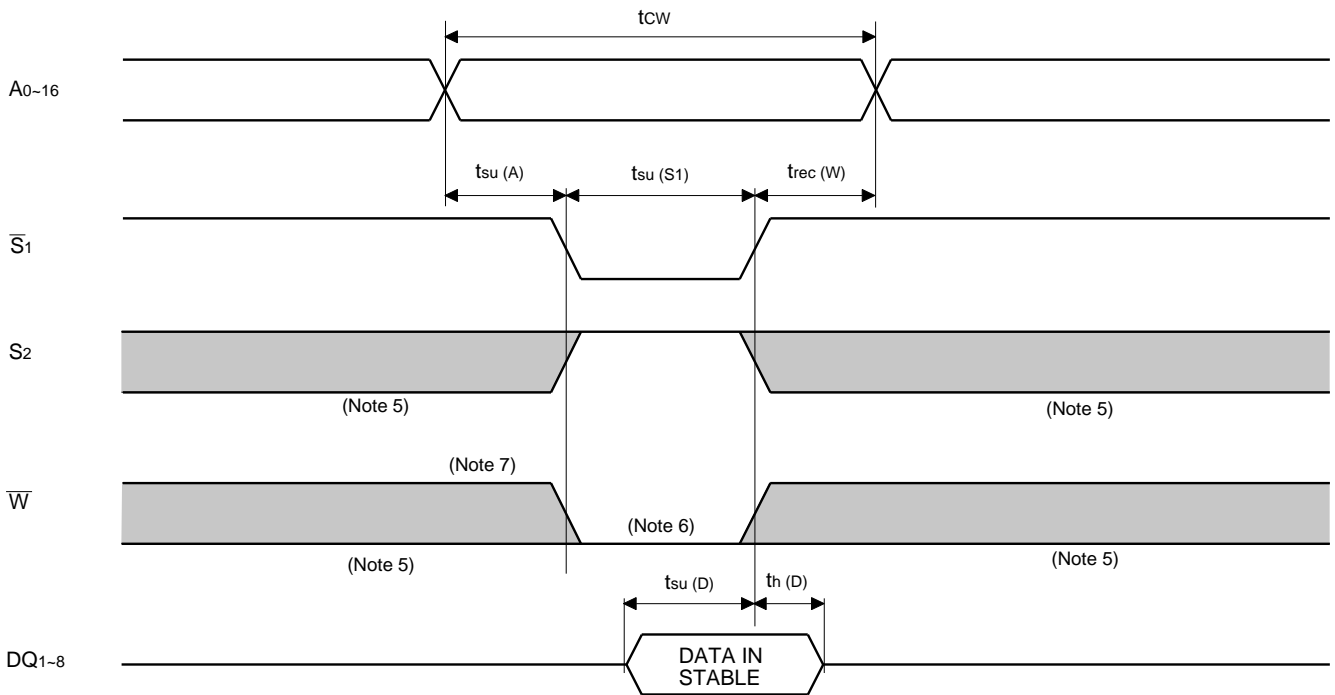 tCW
A0~16
tsu (A) tsu (S1) trec (W)
S̅1
S2
(Note 5) (Note 5)
(Note 7)
W̅
(Note 6)
(Note 5) (Note 5)
tsu (D) th (D)
DQ1~8
DATA IN
STABLE